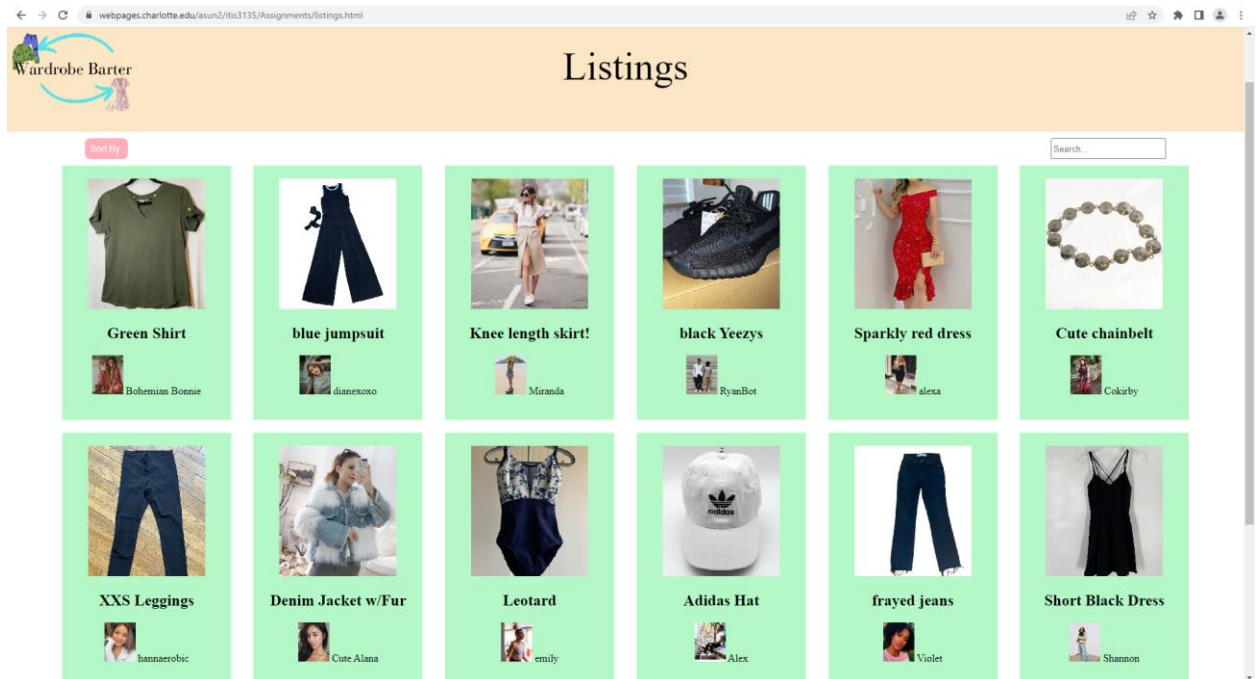 webpages.charlotte.edu/asun2/itis3135/Assignments/listings.html
Wardrobe Barter
Listings
Sort By
Search...
Green Shirt
blue jumpsuit
Knee length skirt!
black Yeezys
Sparkly red dress
Cute chainbelt
Bohemian Bonnie
dianexoxo
Miranda
RyanBot
alexa
Cokirby
adidas
XXS Leggings
Denim Jacket w/Fur
Leotard
Adidas Hat
frayed jeans
Short Black Dress
hannaerobic
Cute Alana
emily
Alex
Violet
Shannon